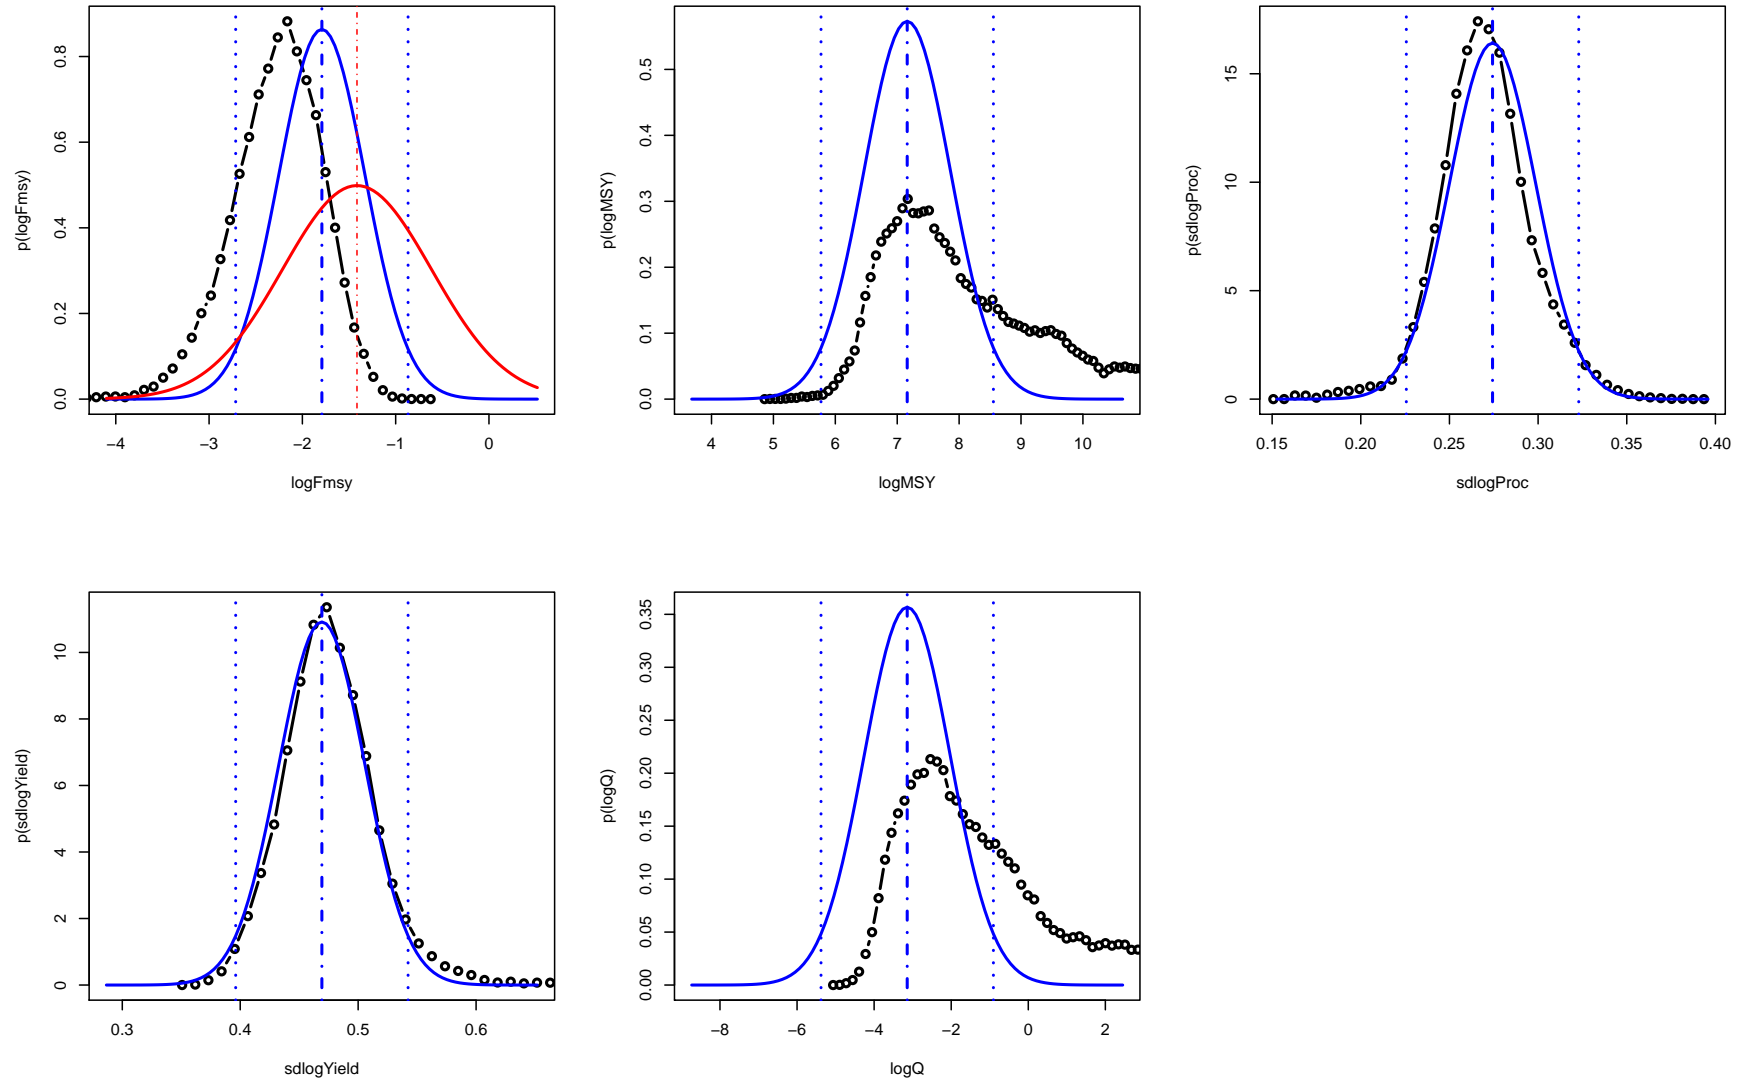 p(logFmsy)
0.0 0.2 0.4 0.6 0.8
−4 −3 −2 −1 0
logFmsy
p(logMSY)
0.0 0.1 0.2 0.3 0.4 0.5
4 5 6 7 8 9 10
logMSY
p(sdlogProc)
0 5 10 15
0.15 0.20 0.25 0.30 0.35 0.40
sdlogProc
p(sdlogYield)
0 2 4 6 8 10
0.3 0.4 0.5 0.6
sdlogYield
p(logQ)
0.00 0.05 0.10 0.15 0.20 0.25 0.30 0.35
−8 −6 −4 −2 0 2
logQ